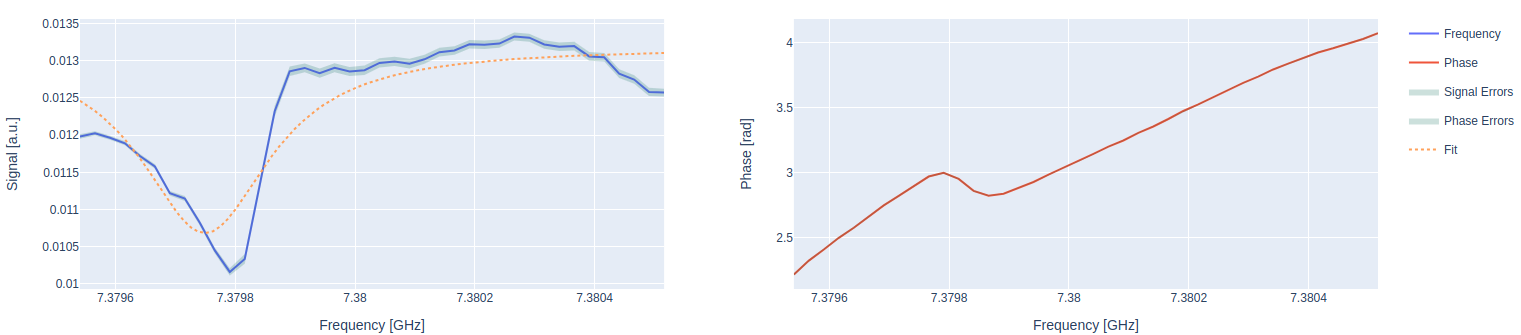 0.0135
0.013
0.0125
0.012
0.0115
0.011
0.0105
0.01
Signal [a.u.]
7.3796
7.3798
7.38
7.3802
7.3804
Frequency [GHz]
4
3.5
3
2.5
Phase [rad]
7.3796
7.3798
7.38
7.3802
7.3804
Frequency [GHz]
Frequency
Phase
Signal Errors
Phase Errors
Fit